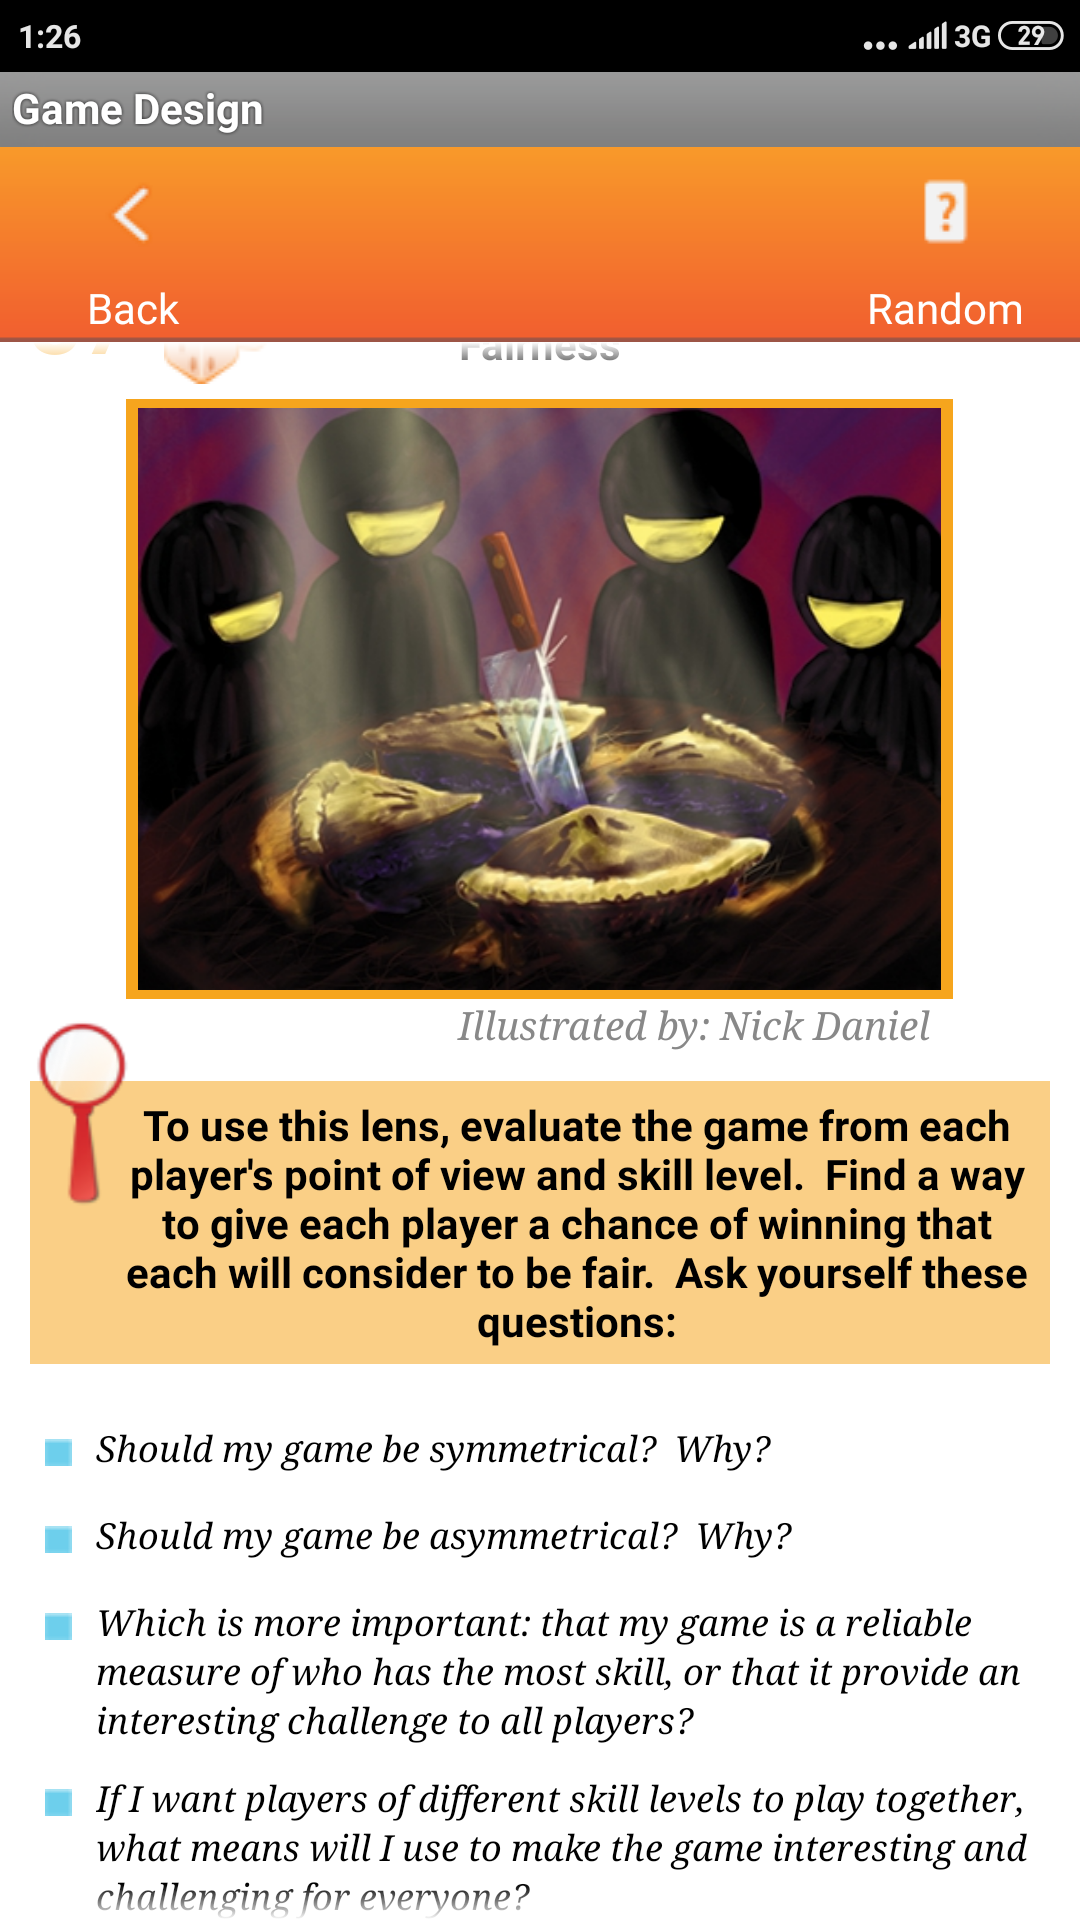 1:26
3G 29
Game Design
?
Back Random
Fairness
Illustrated by: Nick Daniel
To use this lens, evaluate the game from each
player's point of view and skill level. Find a way
to give each player a chance of winning that
each will consider to be fair. Ask yourself these
questions:
Should my game be symmetrical? Why?
Should my game be asymmetrical? Why?
Which is more important: that my game is a reliable
measure of who has the most skill, or that it provide an
interesting challenge to all players?
If I want players of different skill levels to play together,
what means will I use to make the game interesting and
challenging for everyone?